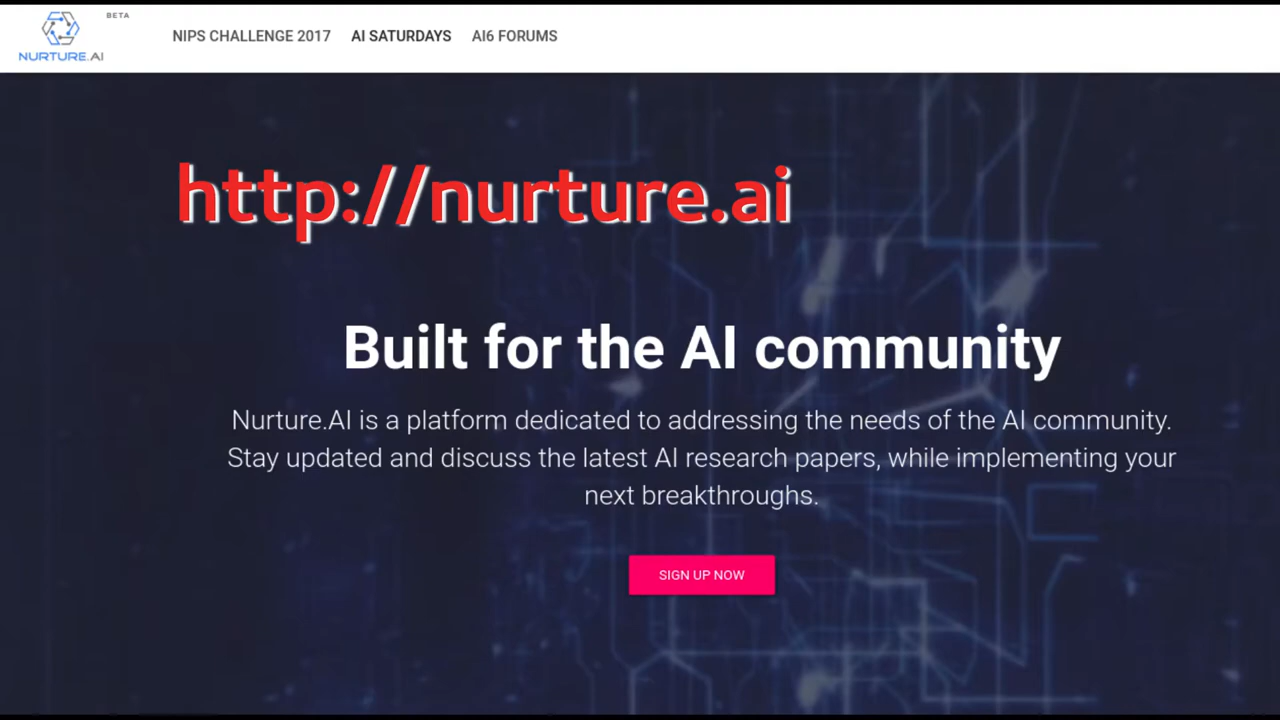 BETA
NURTURE.AI
NIPS CHALLENGE 2017 AI SATURDAYS AI6 FORUMS
http://nurture.ai
Built for the AI community
Nurture.AI is a platform dedicated to addressing the needs of the AI community.
Stay updated and discuss the latest AI research papers, while implementing your
next breakthroughs.
SIGN UP NOW